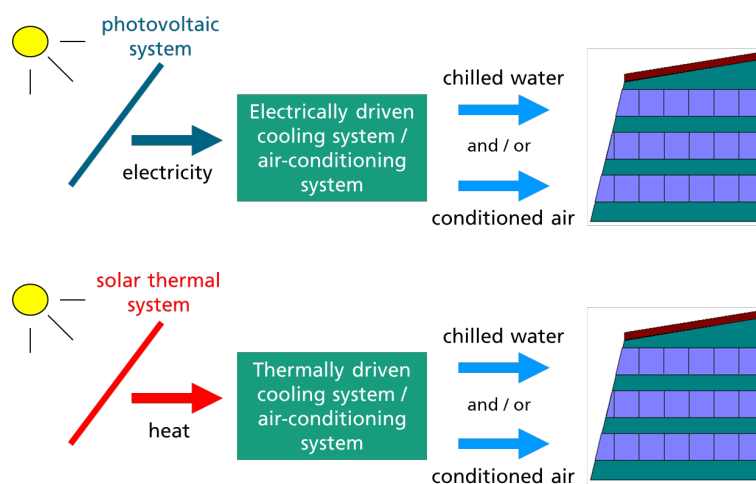 photovoltaic
system
electricity
Electrically driven
cooling system /
air-conditioning
system
chilled water
and / or
conditioned air
solar thermal
system
heat
Thermally driven
cooling system /
air-conditioning
system
chilled water
and / or
conditioned air